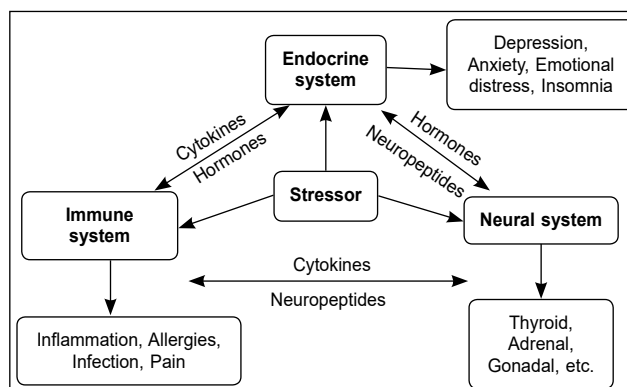 Endocrine
system
Depression,
Anxiety, Emotional
distress, Insomnia
Cytokines
Hormones
Hormones
Neuropeptides
Immune
system
Stressor
Neural system
Cytokines
Neuropeptides
Inflammation, Allergies,
Infection, Pain
Thyroid,
Adrenal,
Gonadal, etc.